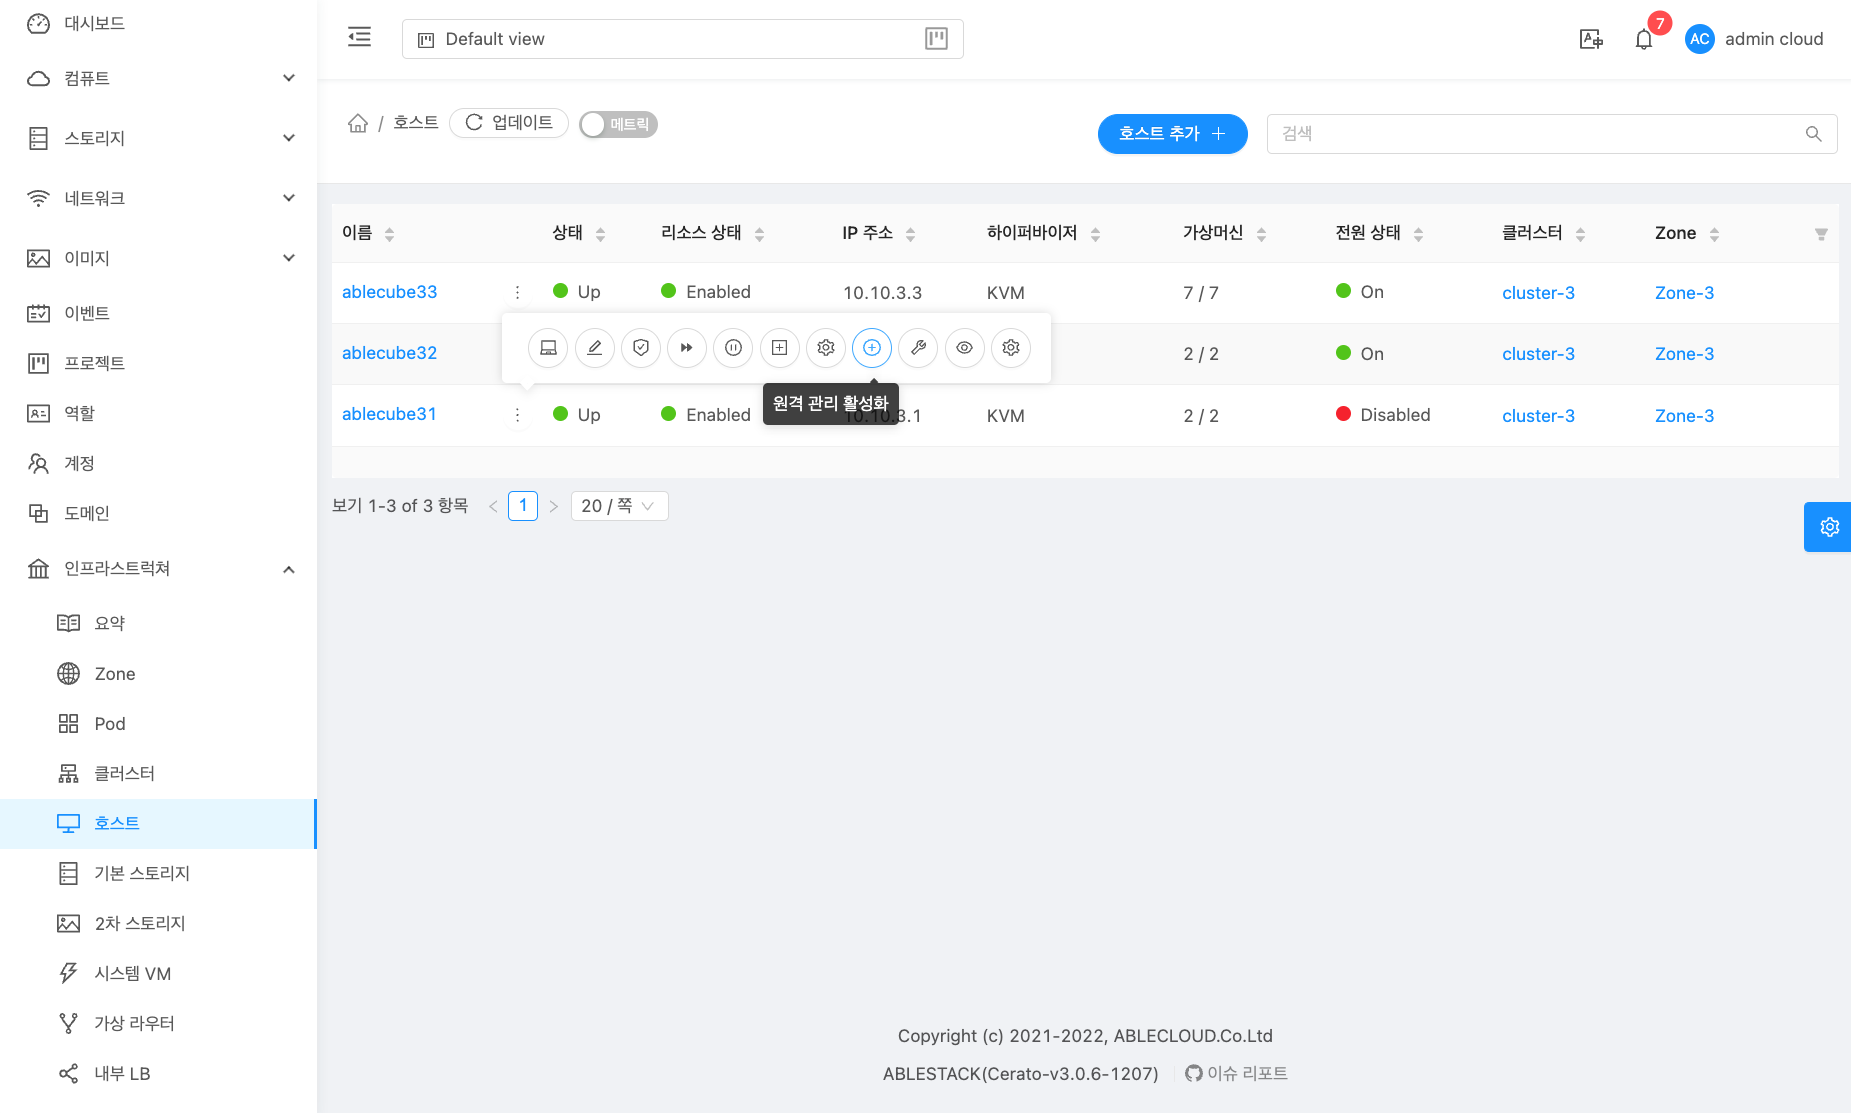 대시보드
컴퓨트
스토리지
네트워크
이미지
이벤트
프로젝트
역할
계정
도메인
인프라스트럭쳐
요약
Zone
Pod
클러스터
호스트
기본 스토리지
2차 스토리지
시스템 VM
가상 라우터
내부 LB
Default view
7
AC admin cloud
/ 호스트 업데이트 메트릭
호스트 추가
검색
이름 상태 리소스 상태 IP 주소 하이퍼바이저 가상머신 전원 상태 클러스터 Zone
ablecube33 Up Enabled 10.10.3.3 KVM 7 / 7 On cluster-3 Zone-3
ablecube32 2 / 2 On cluster-3 Zone-3
원격 관리 활성화
ablecube31 Up Enabled 10.10.3.1 KVM 2 / 2 Disabled cluster-3 Zone-3
보기 1-3 of 3 항목 < 1 > 20 / 쪽
Copyright (c) 2021-2022, ABLECLOUD.Co.Ltd
ABLESTACK(Cerato-v3.0.6-1207) 이슈 리포트